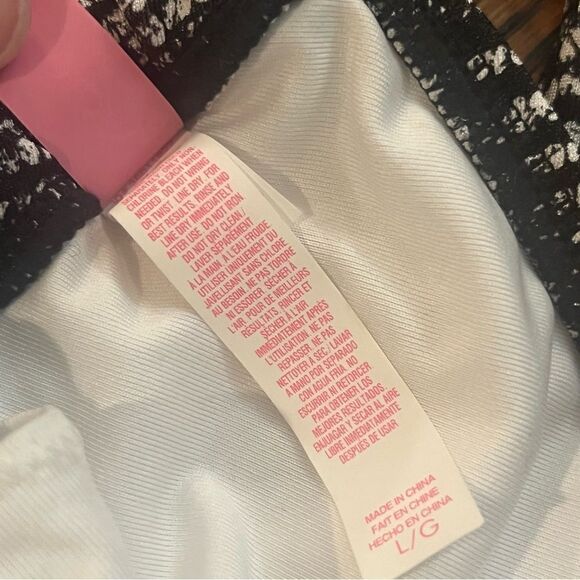 SEPARATELY. ONLY NON-
CHLORINE BLEACH WHEN
NEEDED. DO NOT WRING
OR TWIST. LINE DRY. FOR
BEST RESULTS, RINSE AND
LINE DRY IMMEDIATELY
AFTER USE. DO NOT IRON
DO NOT DRY CLEAN /
LAVER SÉPARÉMENT
À LA MAIN, À L'EAU FROIDE
UTILISER UNIQUEMENT DU
JAVELLISANT SANS CHLORE
AU BESOIN. NE PAS TORDRE
NI ESSORER. SÉCHER À
L'AIR. POUR DE MEILLEURS
RÉSULTATS, RINCER ET
SÉCHER À L'AIR
IMMÉDIATEMENT APRÈS
L'UTILISATION. NE PAS
REPASSER. NE PAS
NETTOYER À SEC / LAVAR
A MANO POR SEPARADO
CON AGUA FRIA. NO
ESCURRIR NI RETORCER
PARA OBTENER LOS
MEJORES RESULTADOS,
ENJUAGAR Y SECAR AL AIRE
LIBRE INMEDIATAMENTE
DESPUES DE USAR
MADE IN CHINA
FAIT EN CHINE
HECHO EN CHINA
L/G